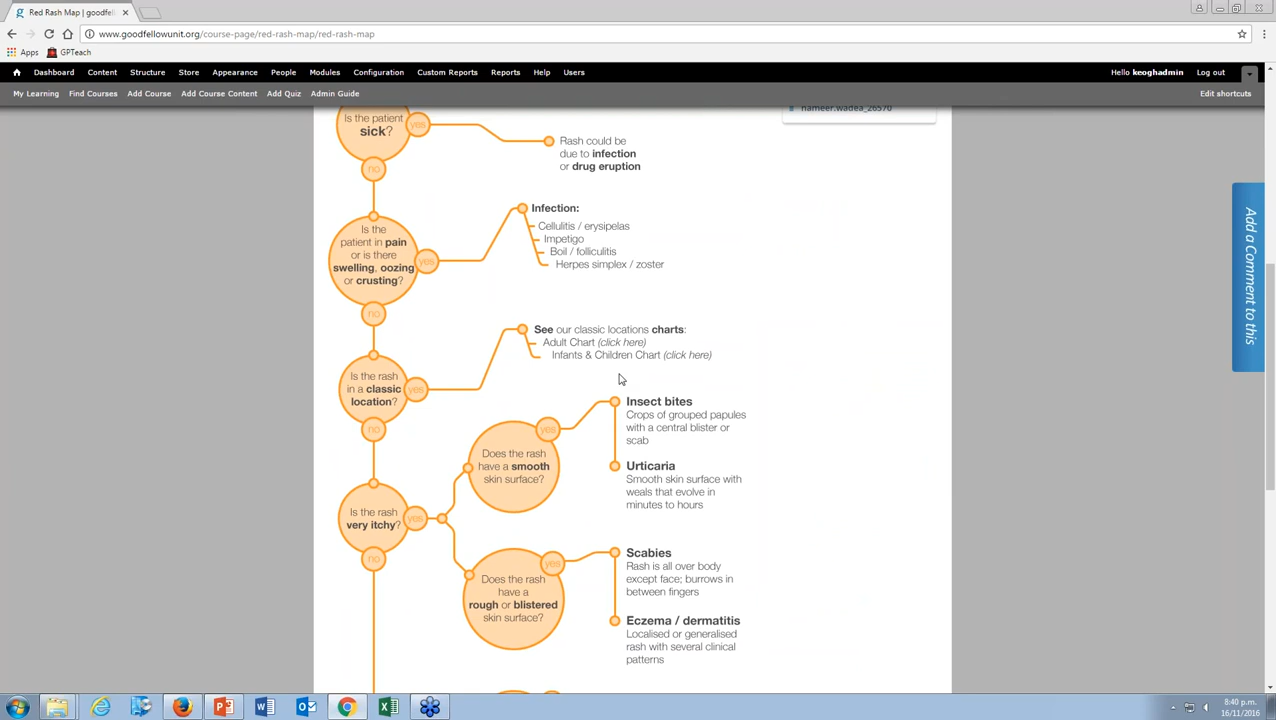 Red Rash Map | goodfel
www.goodfellowunit.org/course-page/red-rash-map/red-rash-map
Apps GPTeach
Dashboard Content Structure Store Appearance People Modules Configuration Custom Reports Reports Help Users Hello keoghadmin Log out
My Learning Find Courses Add Course Add Course Content Add Quiz Admin Guide Edit shortcuts
nameer.wadea_26570
Is the patient
sick?
yes
no
Rash could be
due to infection
or drug eruption
Is the
patient in pain
or is there
swelling, oozing
or crusting?
yes
no
Infection:
Cellulitis / erysipelas
Impetigo
Boil / folliculitis
Herpes simplex / zoster
Is the rash
in a classic
location?
yes
no
See our classic locations charts:
Adult Chart (click here)
Infants & Children Chart (click here)
Is the rash
very itchy?
yes
no
Does the rash
have a smooth
skin surface?
yes
Insect bites
Crops of grouped papules
with a central blister or
scab
Urticaria
Smooth skin surface with
weals that evolve in
minutes to hours
Does the rash
have a
rough or blistered
skin surface?
yes
Scabies
Rash is all over body
except face; burrows in
between fingers
Eczema / dermatitis
Localised or generalised
rash with several clinical
patterns
Add a Comment to this
8:40 p.m.
16/11/2016